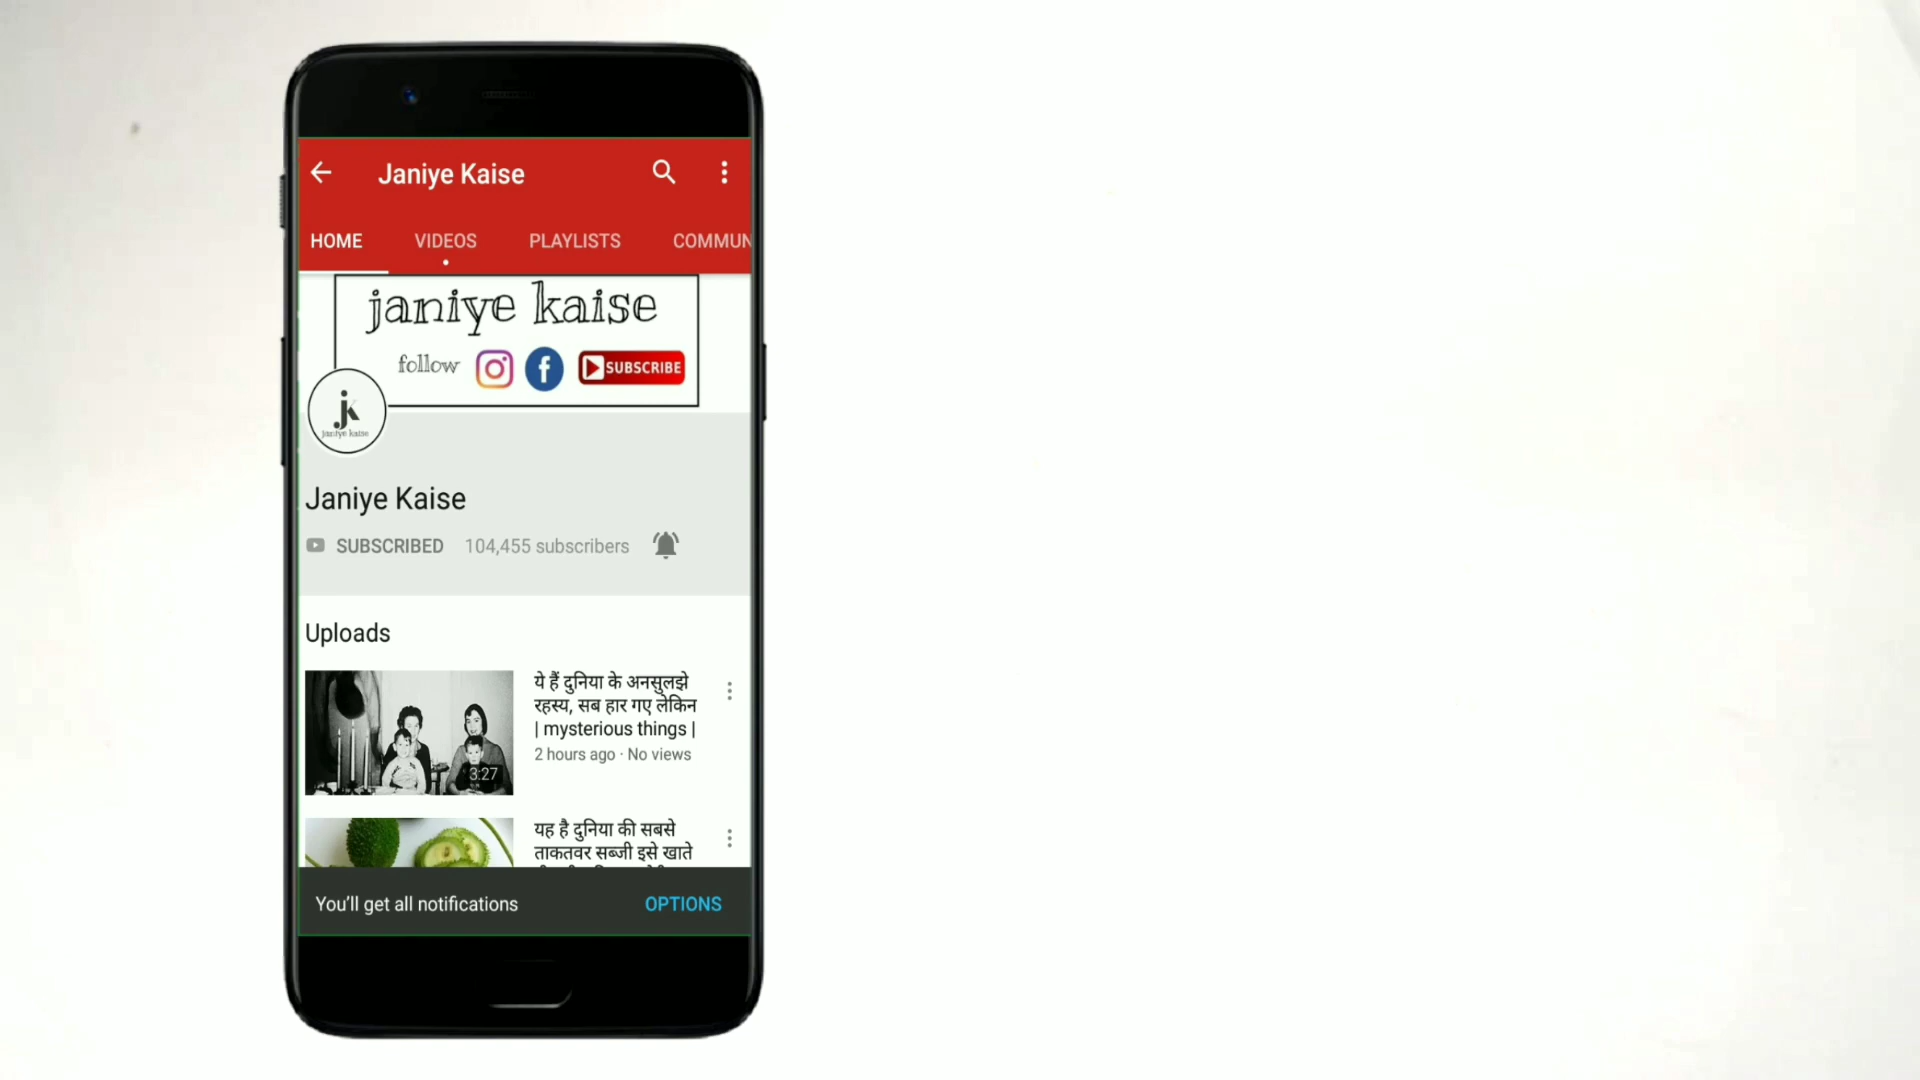 Janiye Kaise
HOME VIDEOS PLAYLISTS COMMUN
janiye kaise
follow SUBSCRIBE
jk
janiye kaise
Janiye Kaise
SUBSCRIBED 104,455 subscribers
Uploads
ये हैं दुनिया के अनसुलझे
रहस्य, सब हार गए लेकिन
| mysterious things |
2 hours ago · No views
3:27
यह है दुनिया की सबसे
ताकतवर सब्जी इसे खाते
You'll get all notifications OPTIONS